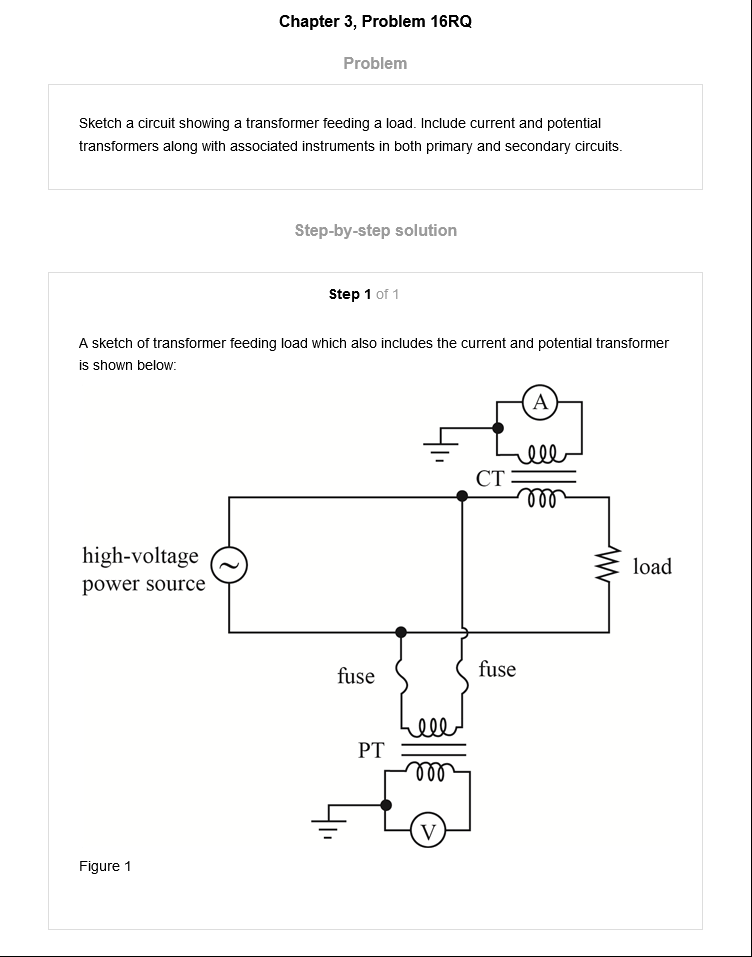 Chapter 3, Problem 16RQ
Problem
Sketch a circuit showing a transformer feeding a load. Include current and potential
transformers along with associated instruments in both primary and secondary circuits.
Step-by-step solution
Step 1 of 1
A sketch of transformer feeding load which also includes the current and potential transformer
is shown below:
A
CT
high-voltage
power source
load
fuse
fuse
PT
V
Figure 1